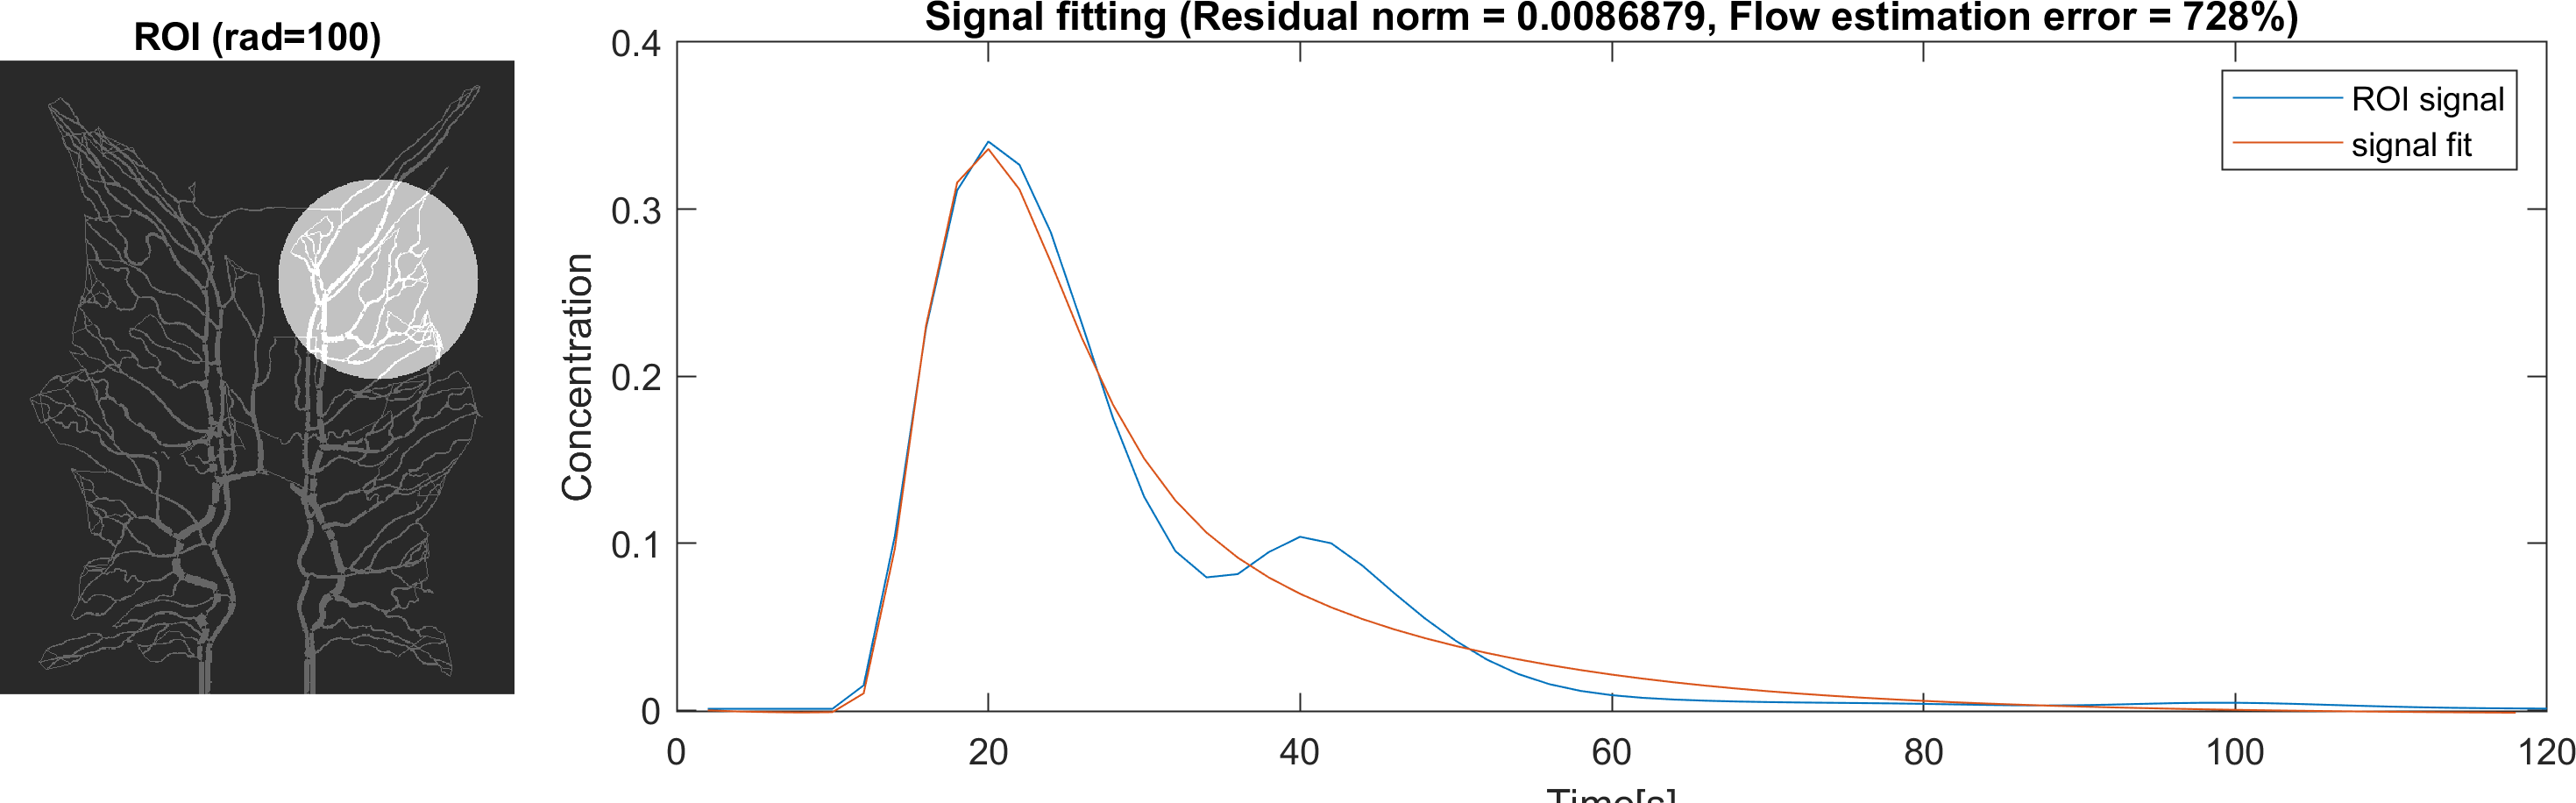 ROI (rad=100)
Signal fitting (Residual norm = 0.0086879, Flow estimation error = 728%)
0.4
0.3
0.2
0.1
0
Concentration
ROI signal
signal fit
0 20 40 60 80 100 120
Time[s]